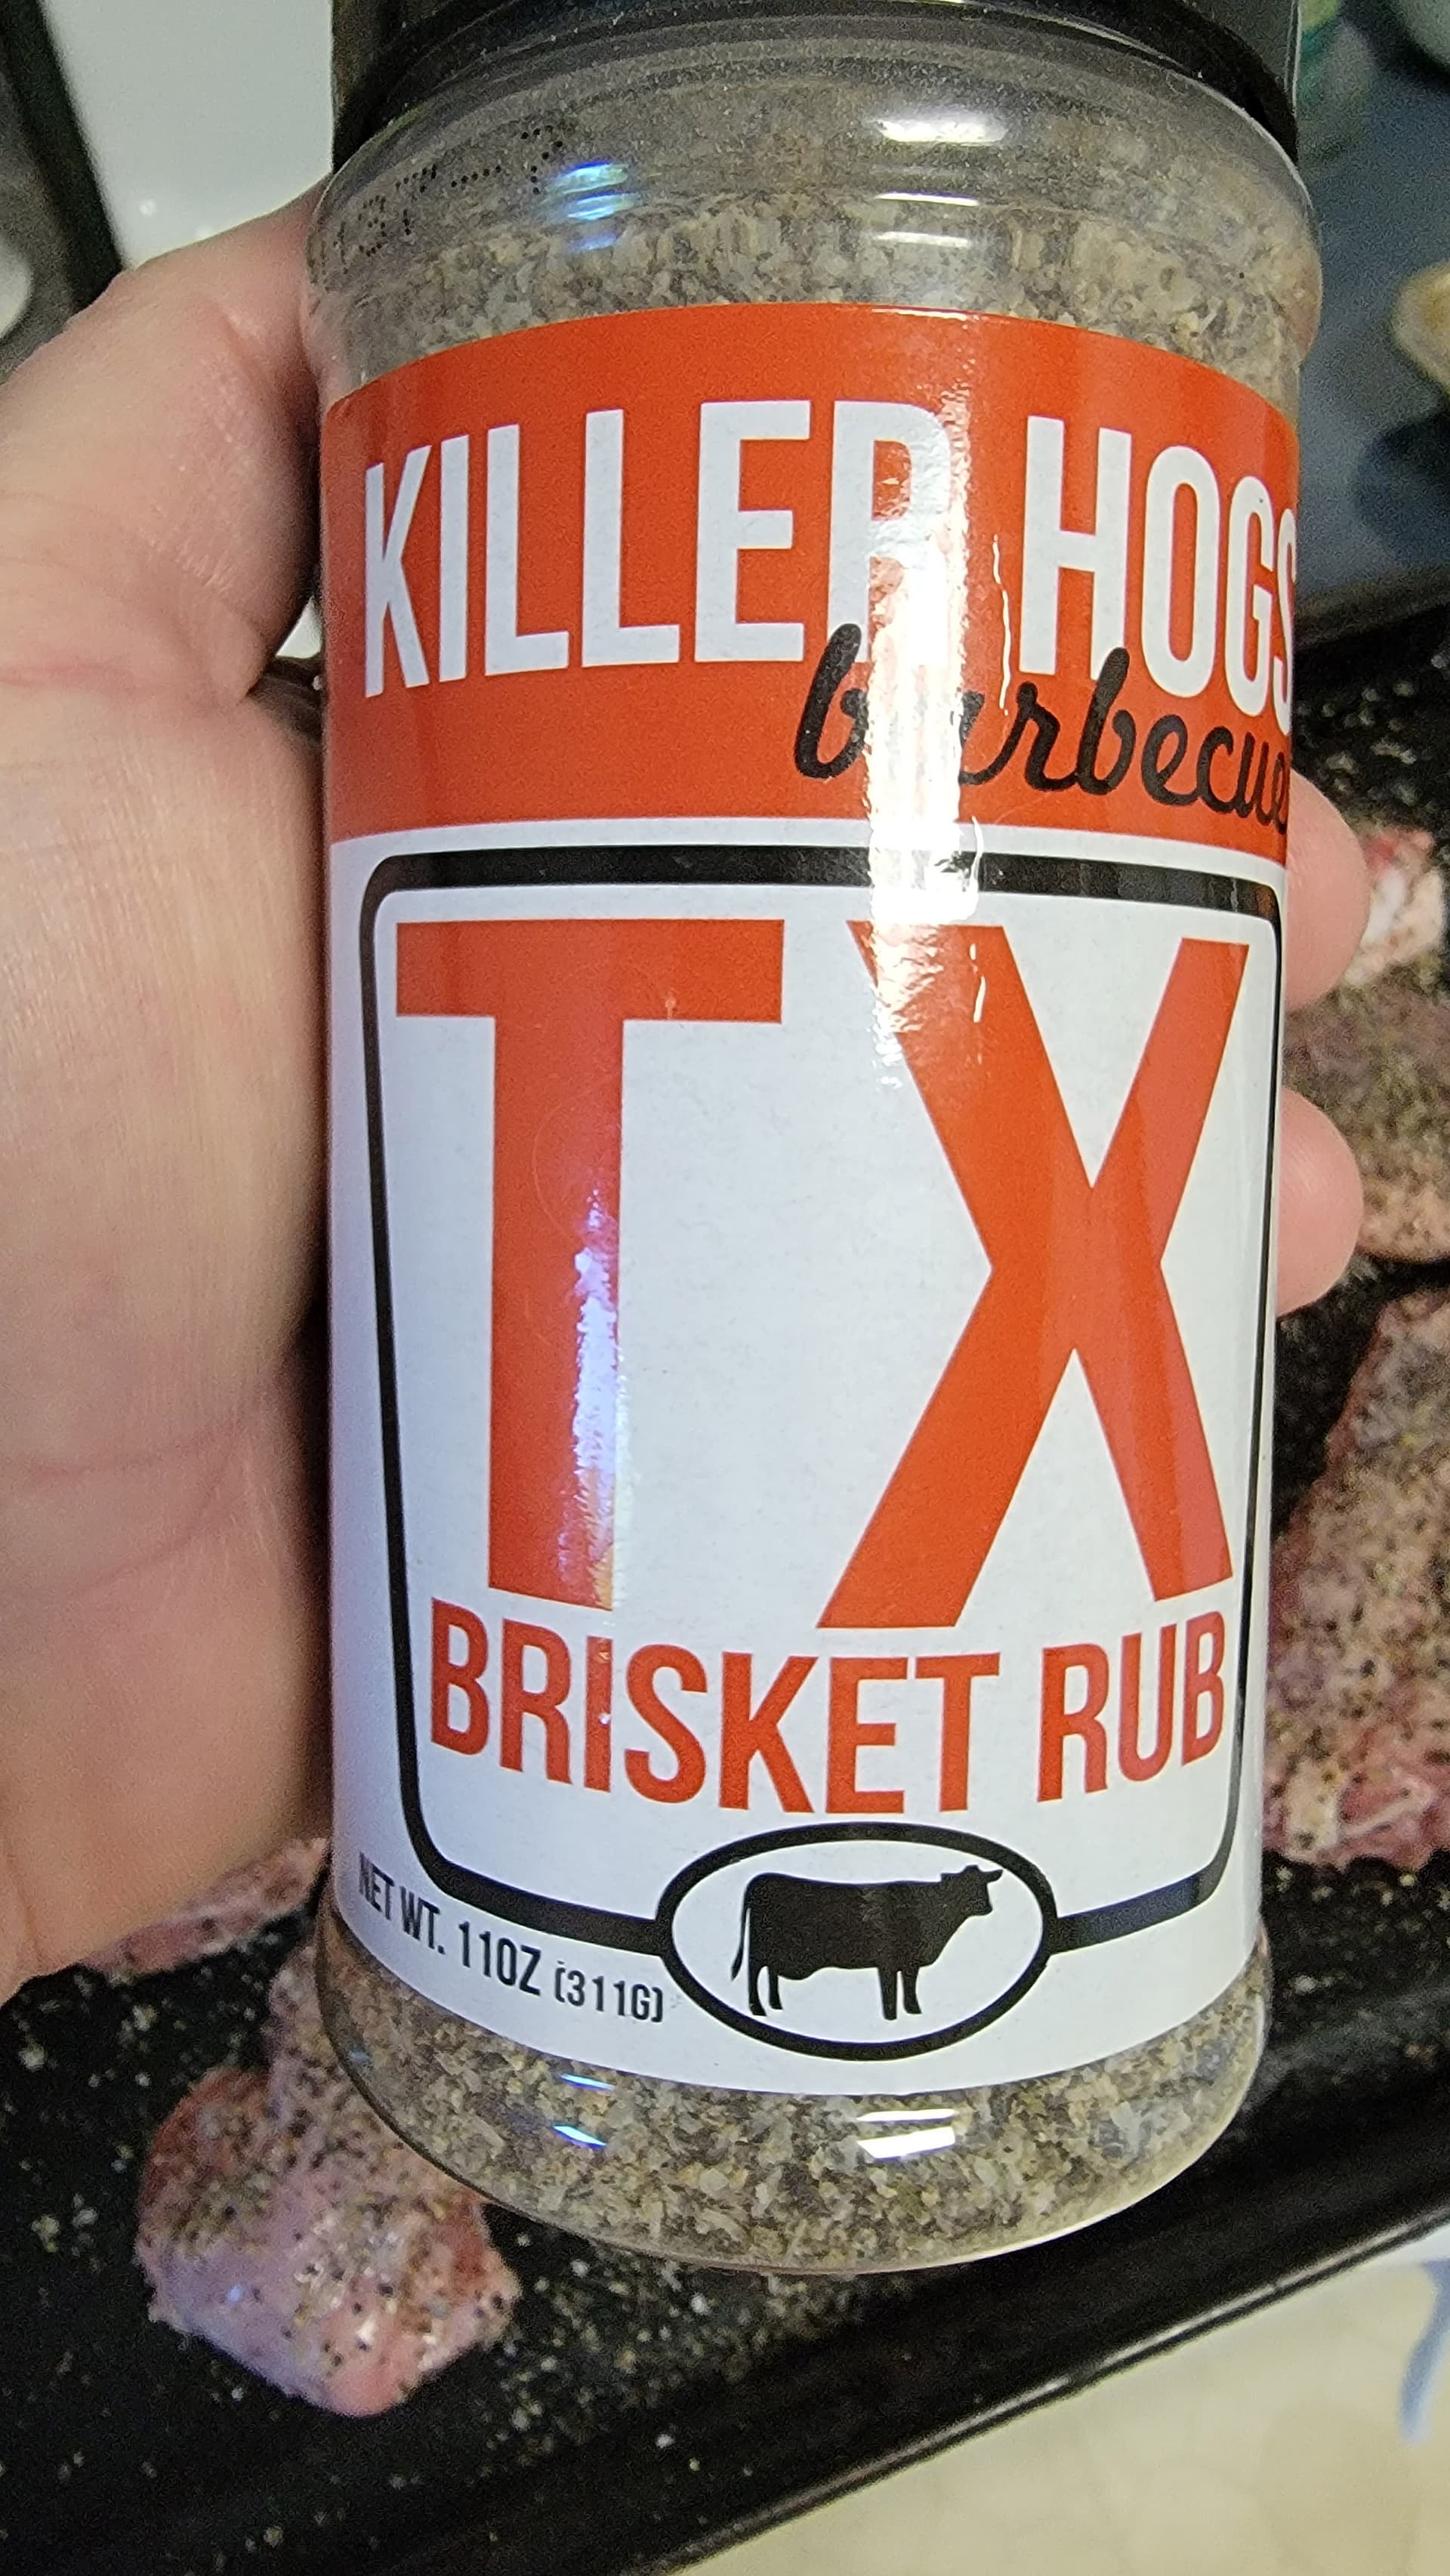 KILLER HOGS
barbecue
TX
BRISKET RUB
NET WT. 11OZ (311G)